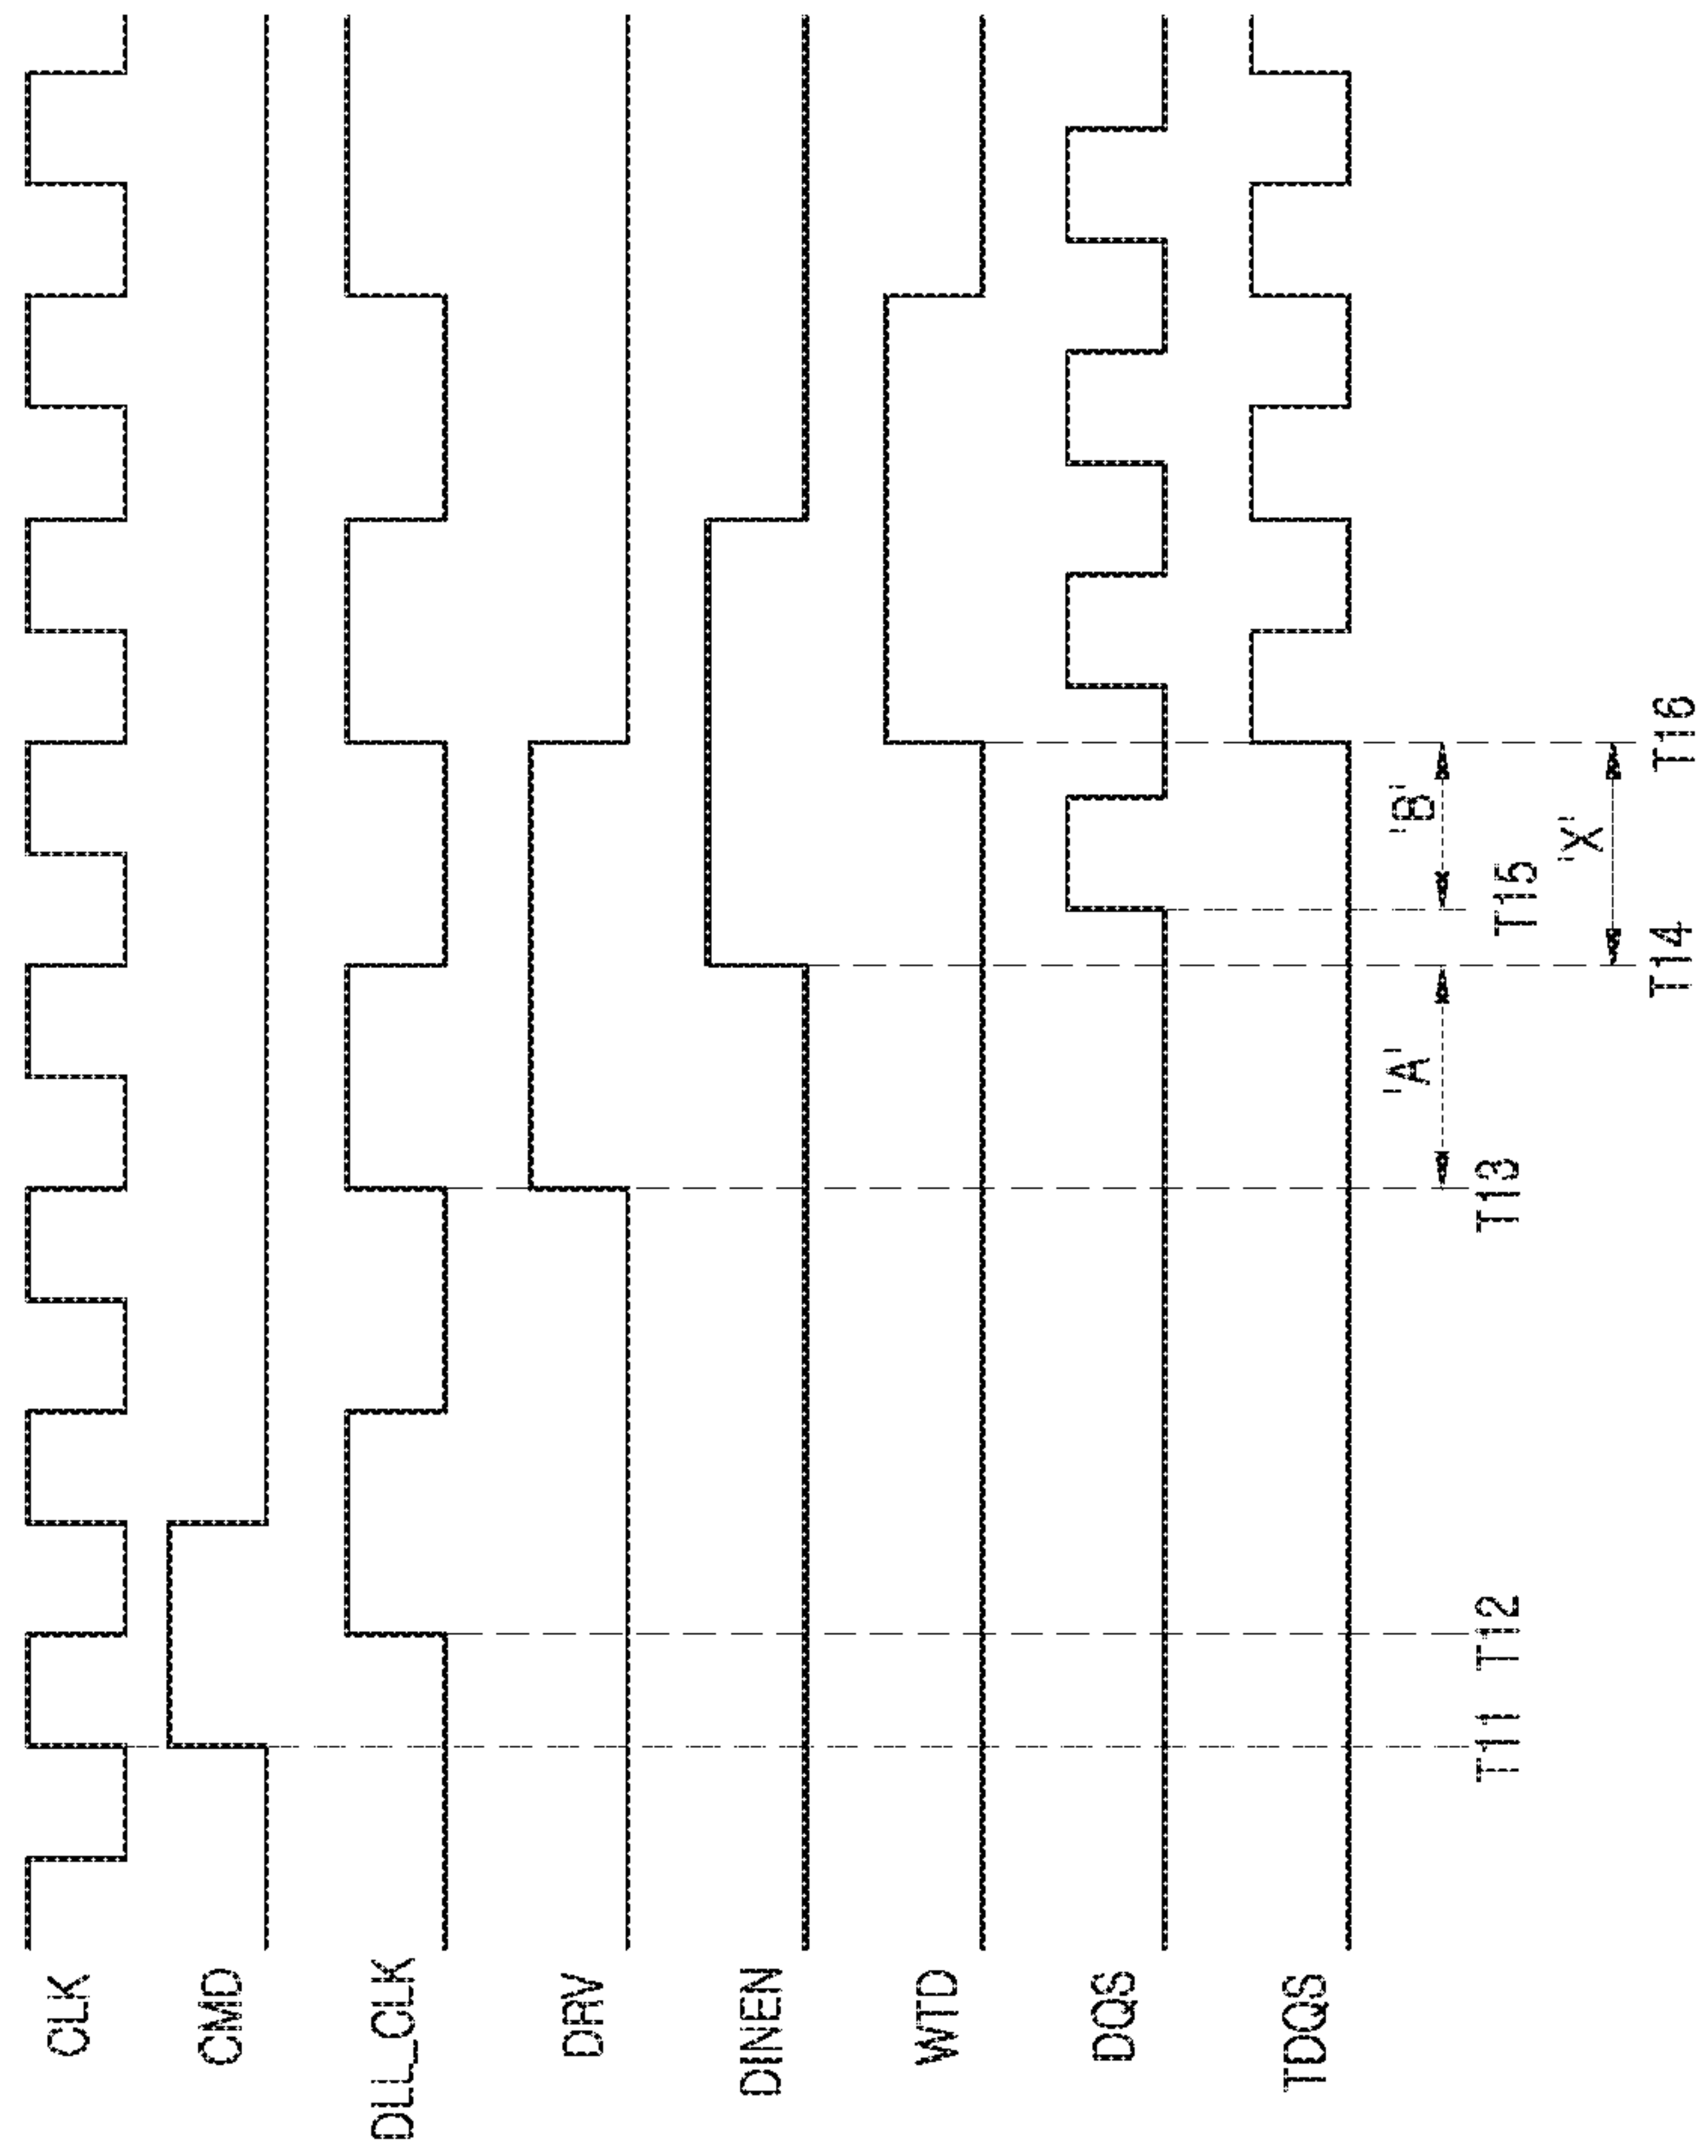 CLK
CMD
DLL_CLK
DRV
DINEN
WTD
DQS
TDQS
'A'
'B'
T11
T12
T13
T15
'X'
T14
T16